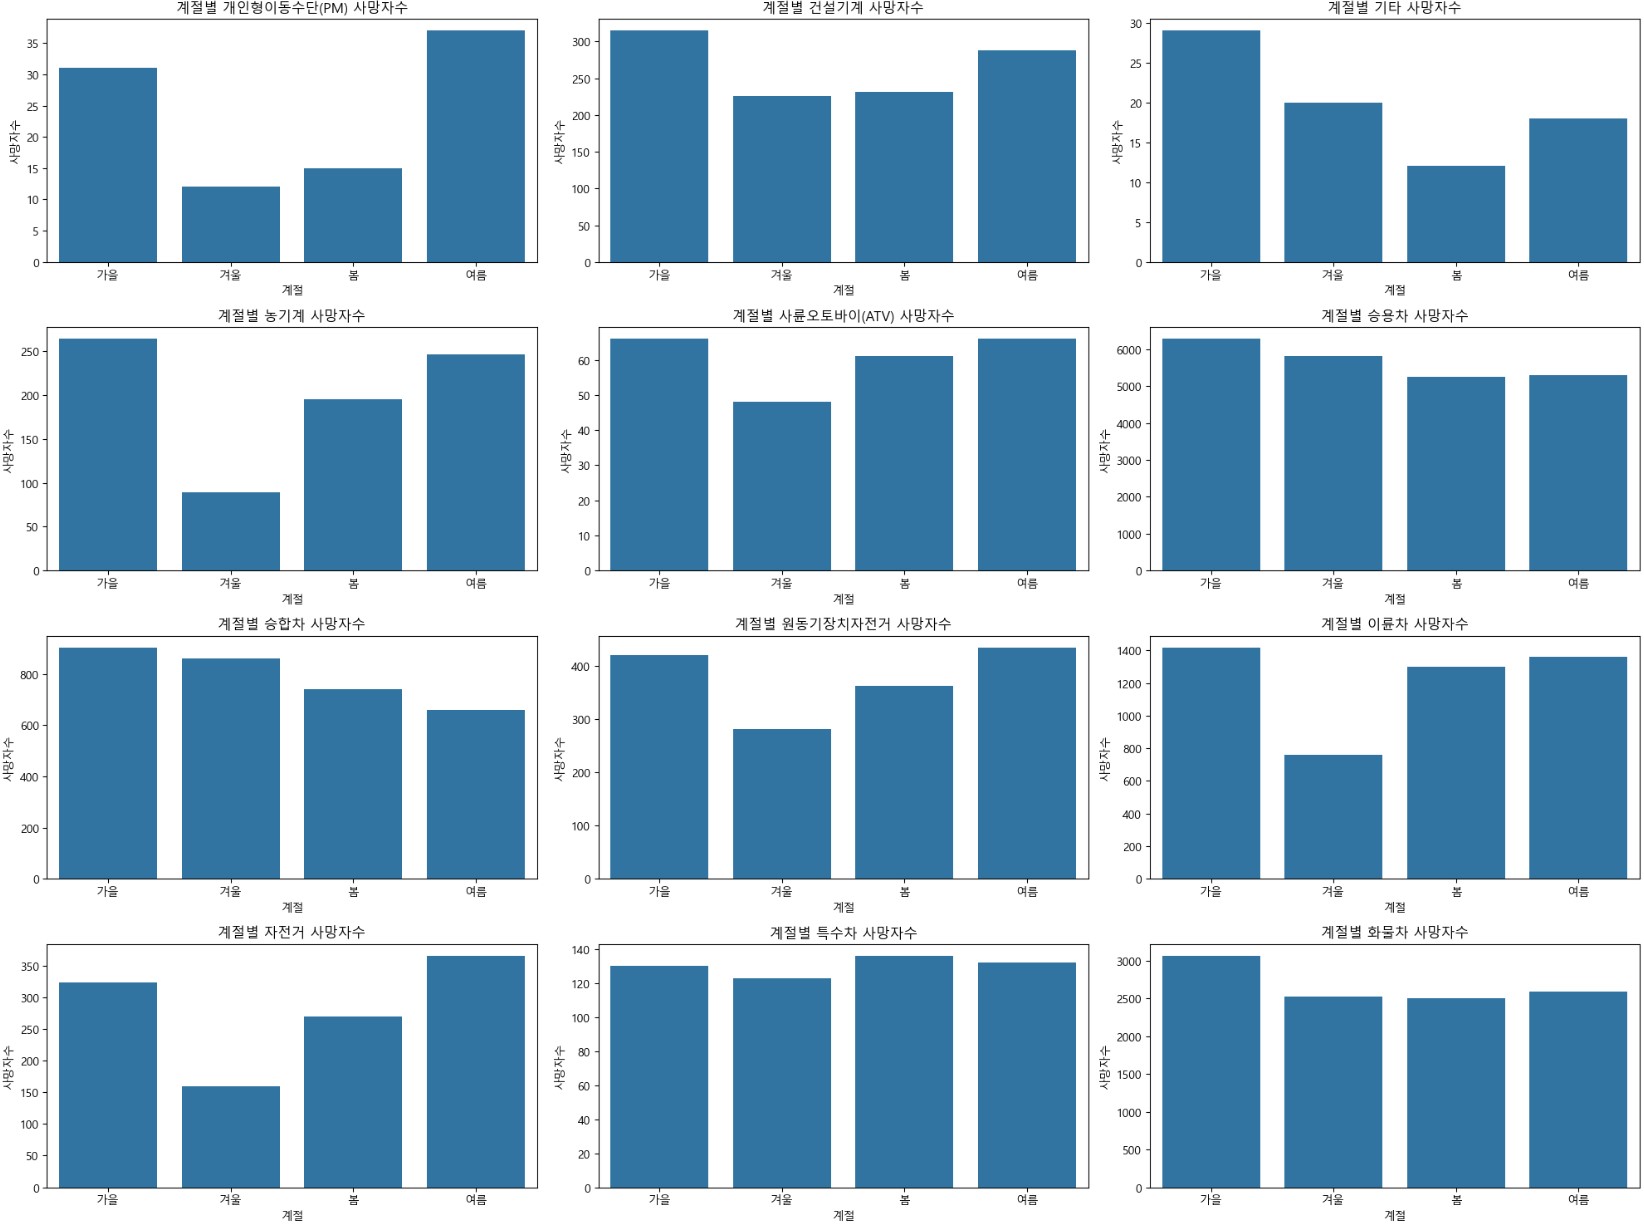 계절별 개인형이동수단(PM) 사망자수
사망자수
35
30
25
20
15
10
5
0
가을 겨울 봄 여름
계절
계절별 건설기계 사망자수
사망자수
300
250
200
150
100
50
0
가을 겨울 봄 여름
계절
계절별 기타 사망자수
사망자수
30
25
20
15
10
5
0
가을 겨울 봄 여름
계절
계절별 농기계 사망자수
사망자수
250
200
150
100
50
0
가을 겨울 봄 여름
계절
계절별 사륜오토바이(ATV) 사망자수
사망자수
60
50
40
30
20
10
0
가을 겨울 봄 여름
계절
계절별 승용차 사망자수
사망자수
6000
5000
4000
3000
2000
1000
0
가을 겨울 봄 여름
계절
계절별 승합차 사망자수
사망자수
800
600
400
200
0
가을 겨울 봄 여름
계절
계절별 원동기장치자전거 사망자수
사망자수
400
300
200
100
0
가을 겨울 봄 여름
계절
계절별 이륜차 사망자수
사망자수
1400
1200
1000
800
600
400
200
0
가을 겨울 봄 여름
계절
계절별 자전거 사망자수
사망자수
350
300
250
200
150
100
50
0
가을 겨울 봄 여름
계절
계절별 특수차 사망자수
사망자수
140
120
100
80
60
40
20
0
가을 겨울 봄 여름
계절
계절별 화물차 사망자수
사망자수
3000
2500
2000
1500
1000
500
0
가을 겨울 봄 여름
계절